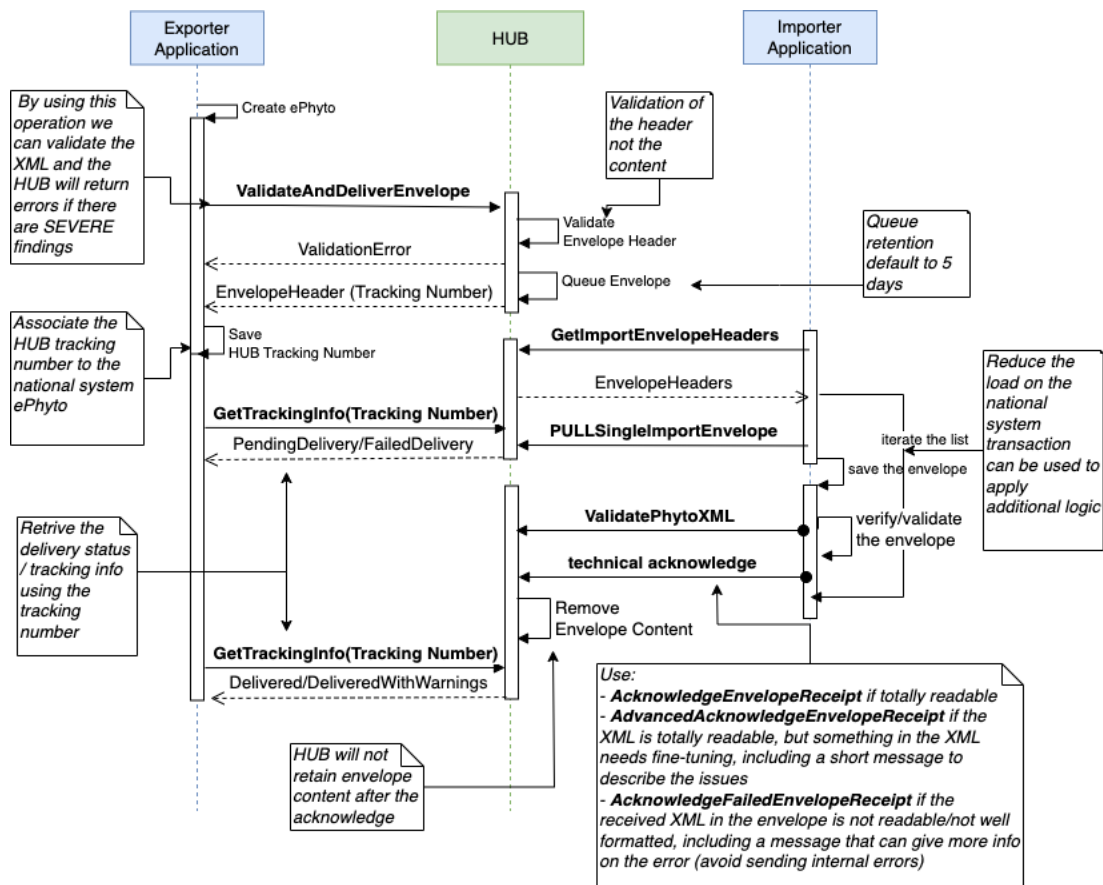 Exporter
Application
HUB
Importer
Application
By using this
operation we
can validate the
XML and the
HUB will return
errors if there
are SEVERE
findings
Create ePhyto
Validation of
the header
not the
content
ValidateAndDeliverEnvelope
Validate
Envelope Header
ValidationError
Queue
retention
default to 5
days
Queue Envelope
EnvelopeHeader (Tracking Number)
Associate the
HUB tracking
number to the
national system
ePhyto
Save
HUB Tracking Number
GetImportEnvelopeHeaders
EnvelopeHeaders
Reduce the
load on the
national
system
transaction
can be used to
apply
additional logic
GetTrackingInfo(Tracking Number)
PULLSingleImportEnvelope
iterate the list
PendingDelivery/FailedDelivery
save the envelope
Retrive the
delivery status
/ tracking info
using the
tracking
number
ValidatePhytoXML
verify/validate
the envelope
technical acknowledge
Remove
Envelope Content
GetTrackingInfo(Tracking Number)
Delivered/DeliveredWithWarnings
HUB will not
retain envelope
content after the
acknowledge
Use:
- AcknowledgeEnvelopeReceipt if totally readable
- AdvancedAcknowledgeEnvelopeReceipt if the
XML is totally readable, but something in the XML
needs fine-tuning, including a short message to
describe the issues
- AcknowledgeFailedEnvelopeReceipt if the
received XML in the envelope is not readable/not well
formatted, including a message that can give more info
on the error (avoid sending internal errors)